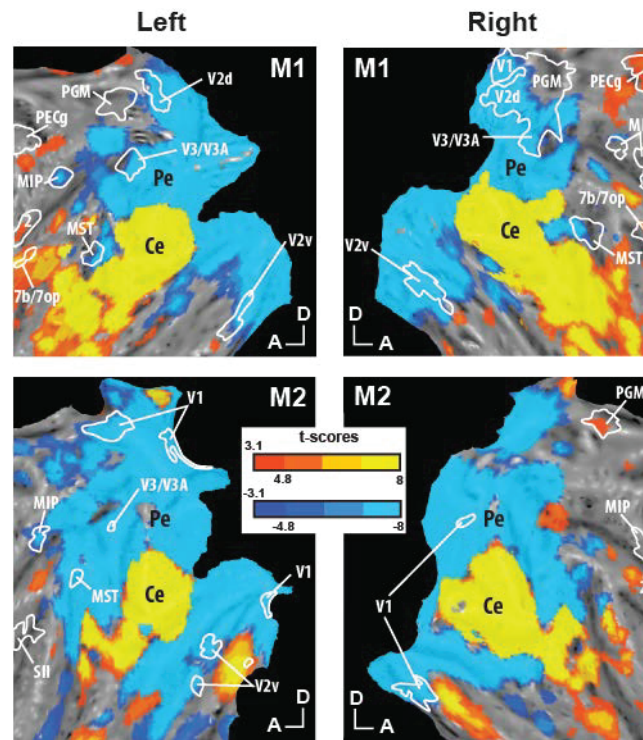 Left
Right
M1
PGM
V2d
PECg
V3/V3A
MIP
Pe
MST
Ce
V2v
7b/7op
D
A
M1
V1
PGM
PECg
V2d
V3/V3A
Pe
7b/7op
V2v
Ce
MST
D
A
M2
V1
V3/V3A
MIP
Pe
V1
MST
Ce
SII
V2v
D
A
t-scores
3.1
4.8
8
-3.1
-4.8
-8
M2
PGM
Pe
MIP
V1
Ce
D
A